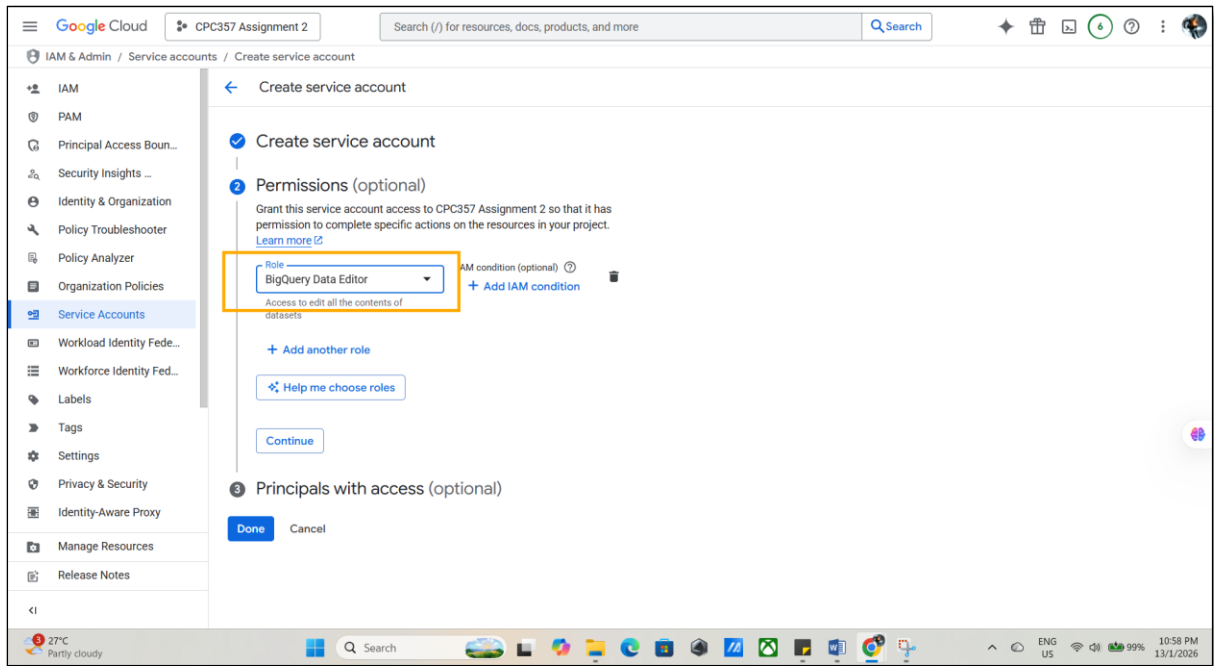 Google Cloud
CPC357 Assignment 2
Search (/) for resources, docs, products, and more
Search
6
IAM & Admin / Service accounts / Create service account
IAM
PAM
Principal Access Boun...
Security Insights ...
Identity & Organization
Policy Troubleshooter
Policy Analyzer
Organization Policies
Service Accounts
Workload Identity Fede...
Workforce Identity Fed...
Labels
Tags
Settings
Privacy & Security
Identity-Aware Proxy
Manage Resources
Release Notes
Create service account
Create service account
2 Permissions (optional)
Grant this service account access to CPC357 Assignment 2 so that it has
permission to complete specific actions on the resources in your project.
Learn more
Role
BigQuery Data Editor
AM condition (optional)
+ Add IAM condition
Access to edit all the contents of
datasets
+ Add another role
Help me choose roles
Continue
3 Principals with access (optional)
Done Cancel
3
27°C
Partly cloudy
Search
ENG
US
99%
10:58 PM
13/1/2026